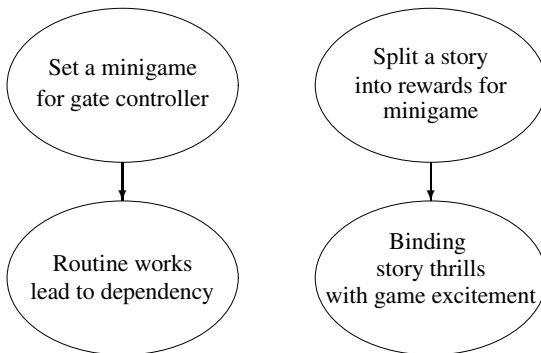 Set a minigame
for gate controller
Split a story
into rewards for
minigame
Routine works
lead to dependency
Binding
story thrills
with game excitement